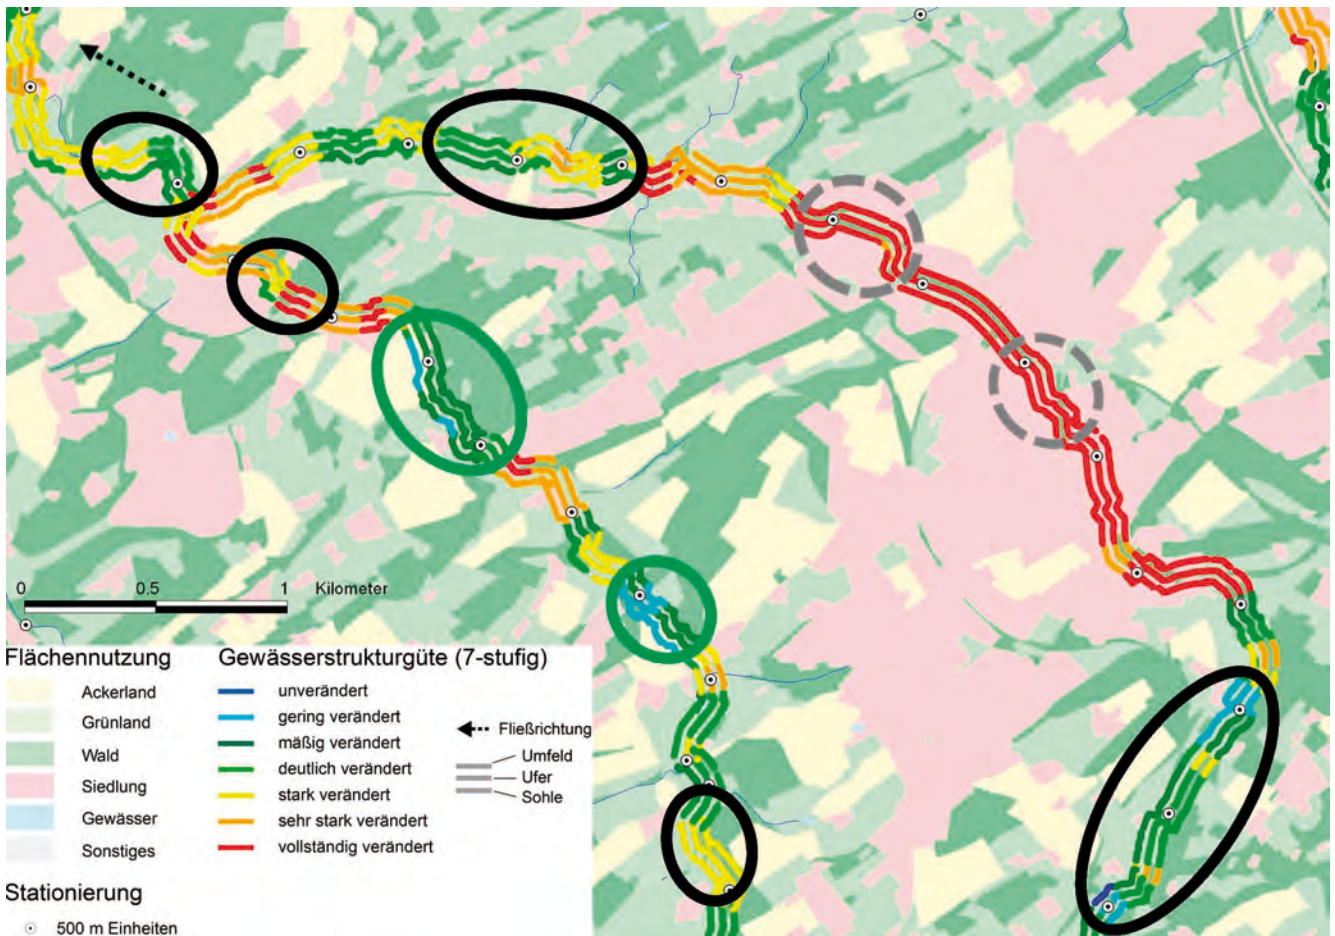 0 0.5 1 Kilometer
Flächennutzung
Ackerland
Grünland
Wald
Siedlung
Gewässer
Sonstiges
Stationierung
500 m Einheiten
Gewässerstrukturgüte (7-stufig)
unverändert
gering verändert
mäßig verändert
deutlich verändert
stark verändert
sehr stark verändert
vollständig verändert
Fließrichtung
Umfeld
Ufer
Sohle